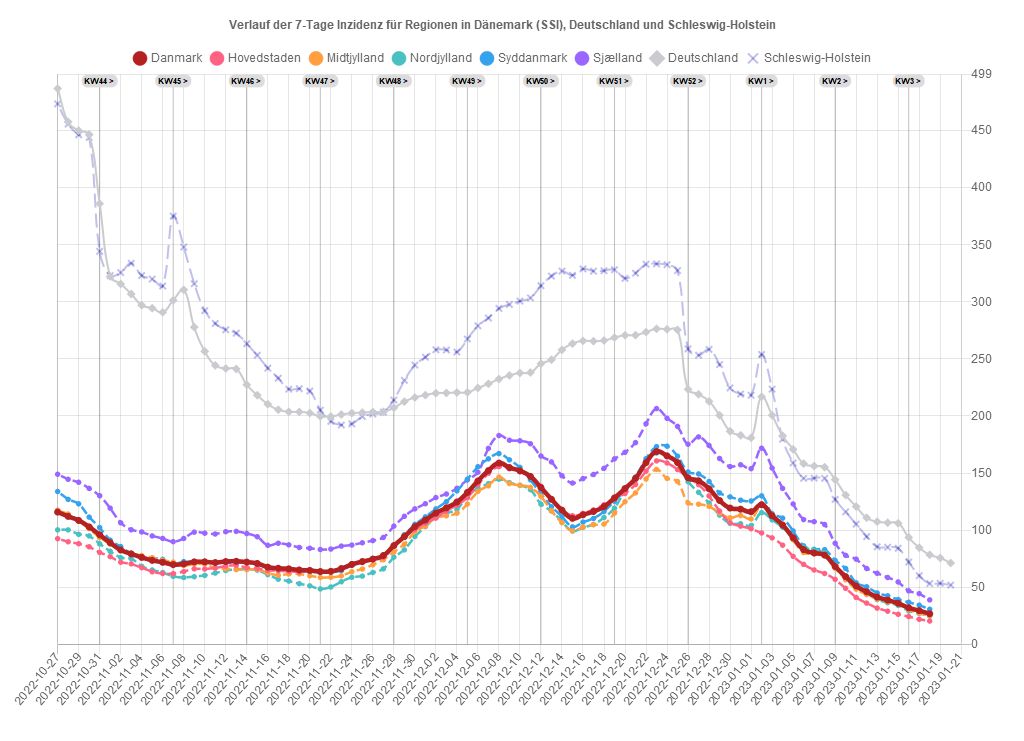 Verlauf der 7-Tage Inzidenz für Regionen in Dänemark (SSI), Deutschland und Schleswig-Holstein
Danmark Hovedstaden Midtjylland Nordjylland Syddanmark Sjælland Deutschland Schleswig-Holstein
KW44 > KW45 > KW46 > KW47 > KW48 > KW49 > KW50 > KW51 > KW52 > KW1 > KW2 > KW3 >
499
450
400
350
300
250
200
150
100
50
0
2022-10-27 2022-10-29 2022-10-31 2022-11-02 2022-11-04 2022-11-06 2022-11-08 2022-11-10 2022-11-12 2022-11-14 2022-11-16 2022-11-18 2022-11-20 2022-11-22 2022-11-24 2022-11-26 2022-11-28 2022-11-30 2022-12-02 2022-12-04 2022-12-06 2022-12-08 2022-12-10 2022-12-12 2022-12-14 2022-12-16 2022-12-18 2022-12-20 2022-12-22 2022-12-24 2022-12-26 2022-12-28 2022-12-30 2023-01-01 2023-01-03 2023-01-05 2023-01-07 2023-01-09 2023-01-11 2023-01-13 2023-01-15 2023-01-17 2023-01-19 2023-01-21